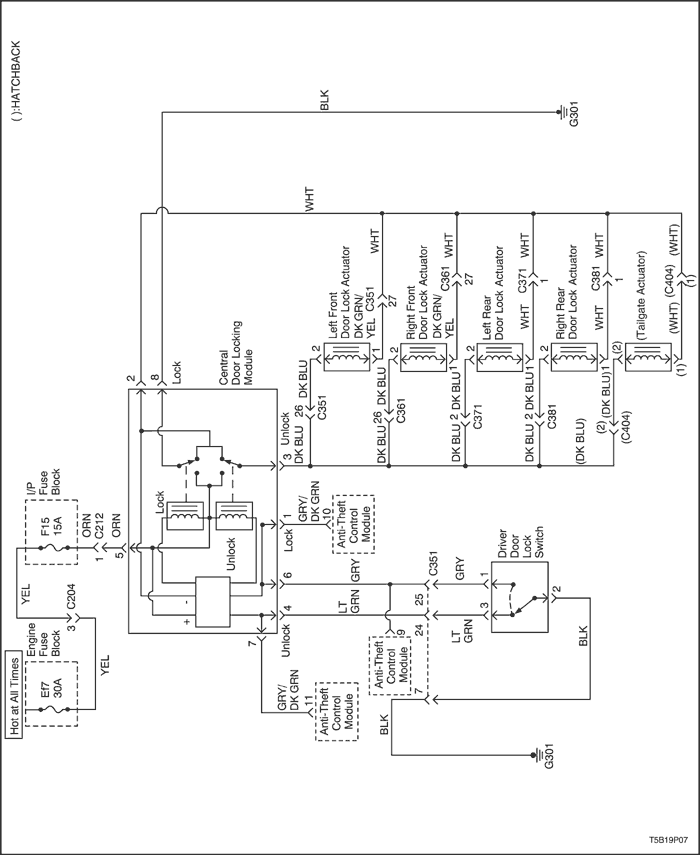 ( ):HATCHBACK
BLK
G301
WHT
2
8
Lock
Central
Door Locking
Module
Left Front
Door Lock Actuator
DK GRN/
YEL
2
1
C351
27
WHT
DK BLU
26
C351
DK BLU
Right Front
Door Lock Actuator
DK GRN/
YEL
2
1
C361
27
WHT
DK BLU
26
C361
DK BLU
Left Rear
Door Lock Actuator
2
1
WHT
C371
1
WHT
DK BLU
2
C371
DK BLU
Right Rear
Door Lock Actuator
2
1
WHT
C381
1
WHT
DK BLU
2
C381
DK BLU
(Tailgate Actuator)
(2)
(1)
(WHT)
(C404)
(1)
(WHT)
(DK BLU)
(2)
(C404)
(DK BLU)
Unlock
3
Lock
Unlock
+
-
I/P
Fuse
Block
F15
15A
ORN
1
C212
ORN
5
YEL
C204
3
YEL
Hot at All Times
Engine
Fuse
Block
Ef7
30A
1
Lock
GRY/
DK GRN
10
Anti-Theft
Control
Module
6
GRY
4
Unlock
LT
GRN
7
GRY/
DK GRN
11
Anti-Theft
Control
Module
9
Anti-Theft
Control
Module
25
C351
24
7
GRY
1
LT
GRN
3
Driver
Door
Lock
Switch
2
BLK
BLK
G301
T5B19P07